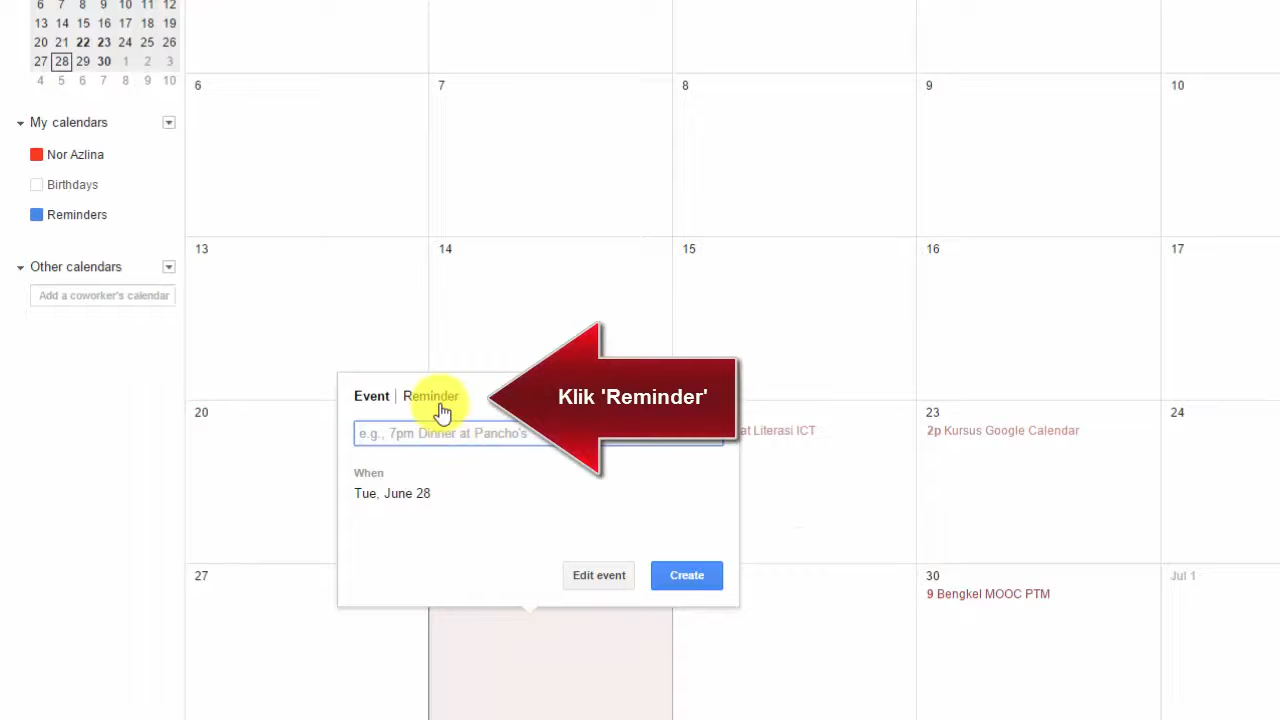 6 7 8 9 10 11 12
13 14 15 16 17 18 19
20 21 22 23 24 25 26
27 28 29 30 1 2 3
4 5 6 7 8 9 10
My calendars
Nor Azlina
Birthdays
Reminders
Other calendars
Add a coworker's calendar
6 7 8 9 10
13 14 15 16 17
20 23 24
at Literasi ICT
2p Kursus Google Calendar
Event | Reminder
Klik 'Reminder'
e.g., 7pm Dinner at Pancho's
When
Tue, June 28
Edit event Create
27 30 Jul 1
9 Bengkel MOOC PTM